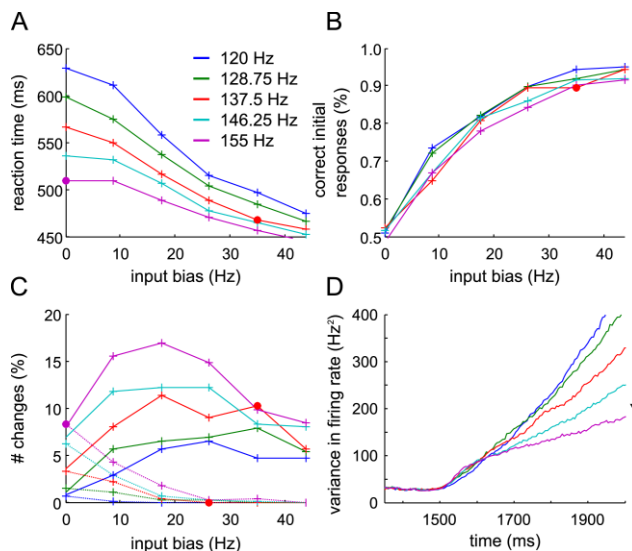 A
650
600
550
500
450
reaction time (ms)
0 10 20 30 40
input bias (Hz)
120 Hz
128.75 Hz
137.5 Hz
146.25 Hz
155 Hz
B
1.0
0.9
0.8
0.7
0.6
0.5
correct initial
responses (%)
0 10 20 30 40
input bias (Hz)
C
20
15
10
5
0
# changes (%)
0 10 20 30 40
input bias (Hz)
D
400
300
200
100
0
variance in firing rate (Hz²)
1500 1700 1900
time (ms)